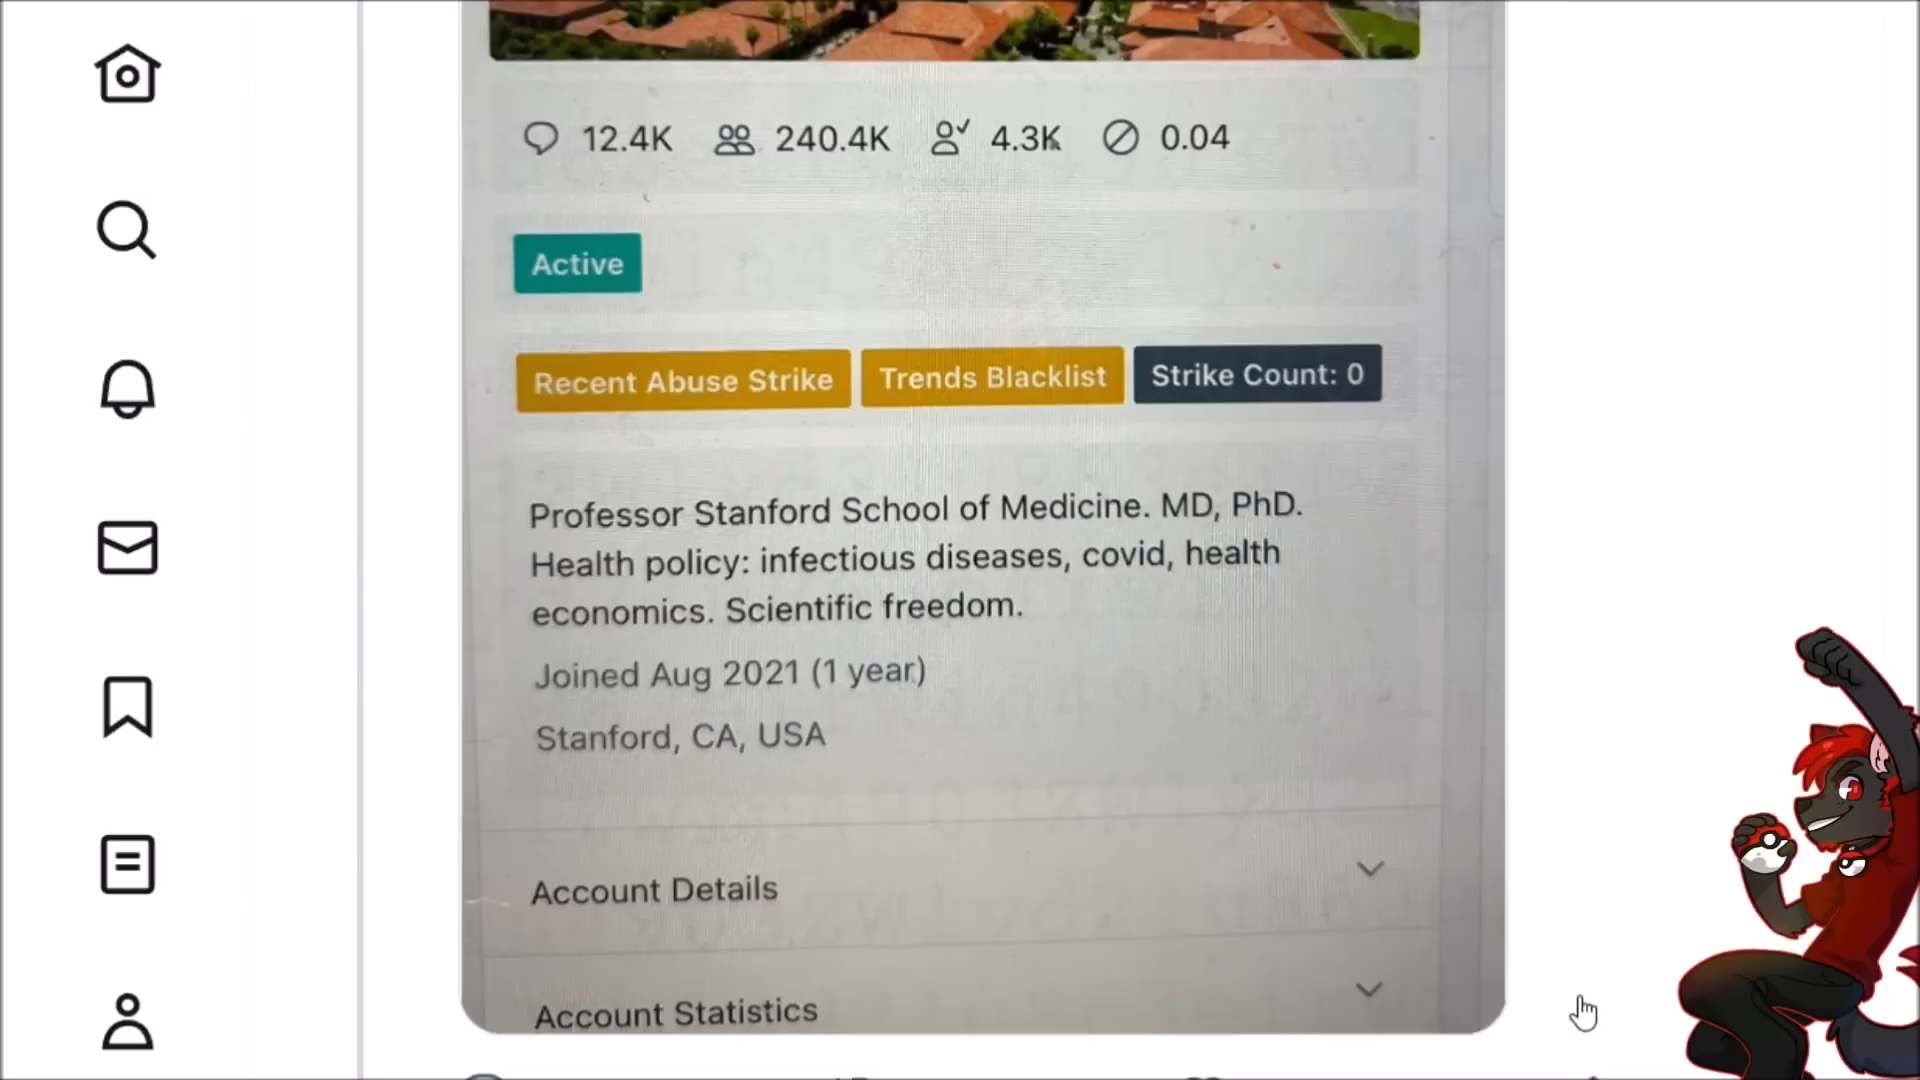 12.4K 240.4K 4.3K 0.04
Active
Recent Abuse Strike Trends Blacklist Strike Count: 0
Professor Stanford School of Medicine. MD, PhD.
Health policy: infectious diseases, covid, health
economics. Scientific freedom.
Joined Aug 2021 (1 year)
Stanford, CA, USA
Account Details
Account Statistics